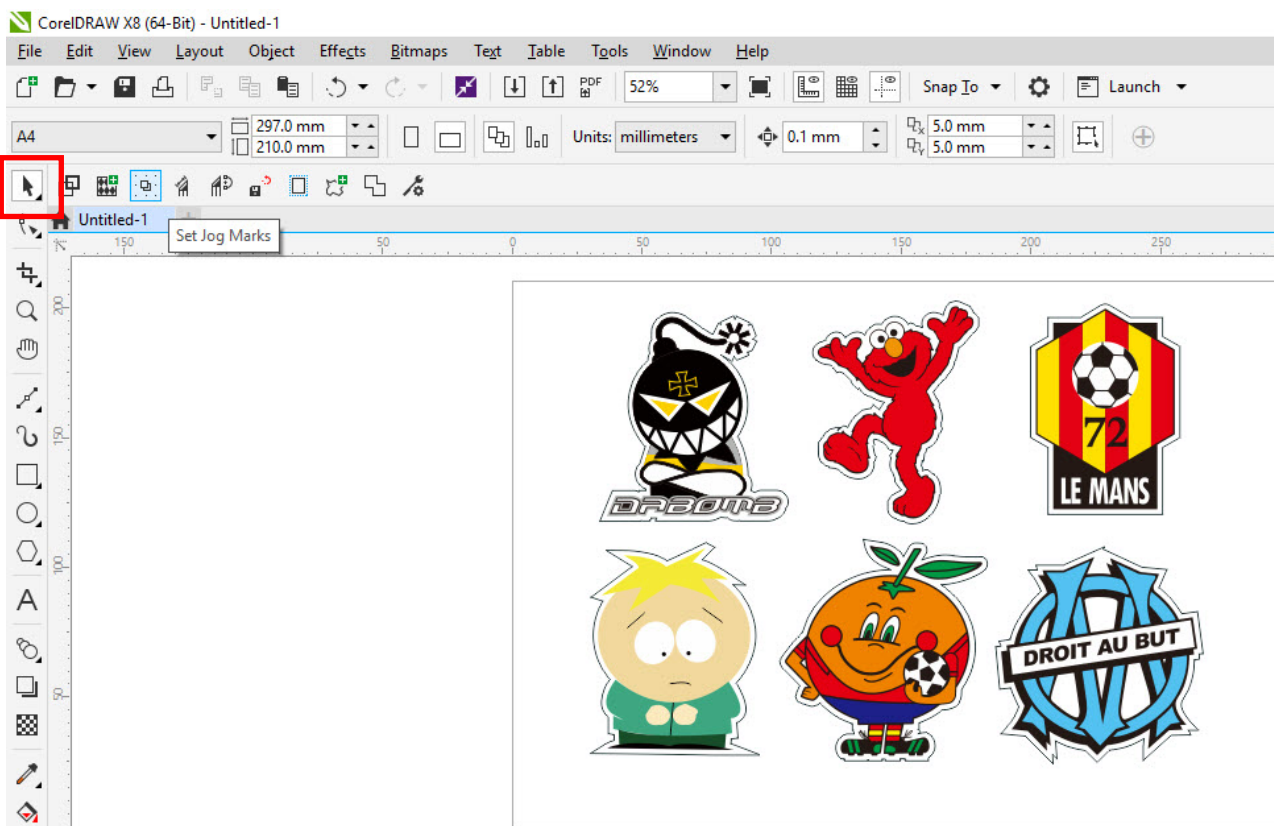 CorelDRAW X8 (64-Bit) - Untitled-1
File Edit View Layout Object Effects Bitmaps Text Table Tools Window Help
PDF 52% Snap To Launch
A4 297.0 mm 210.0 mm Units: millimeters 0.1 mm 5.0 mm 5.0 mm
Untitled-1
Set Jog Marks
150 50 0 50 100 150 200 250
200
150
100
50
72
LE MANS
DABOMB
DROIT AU BUT